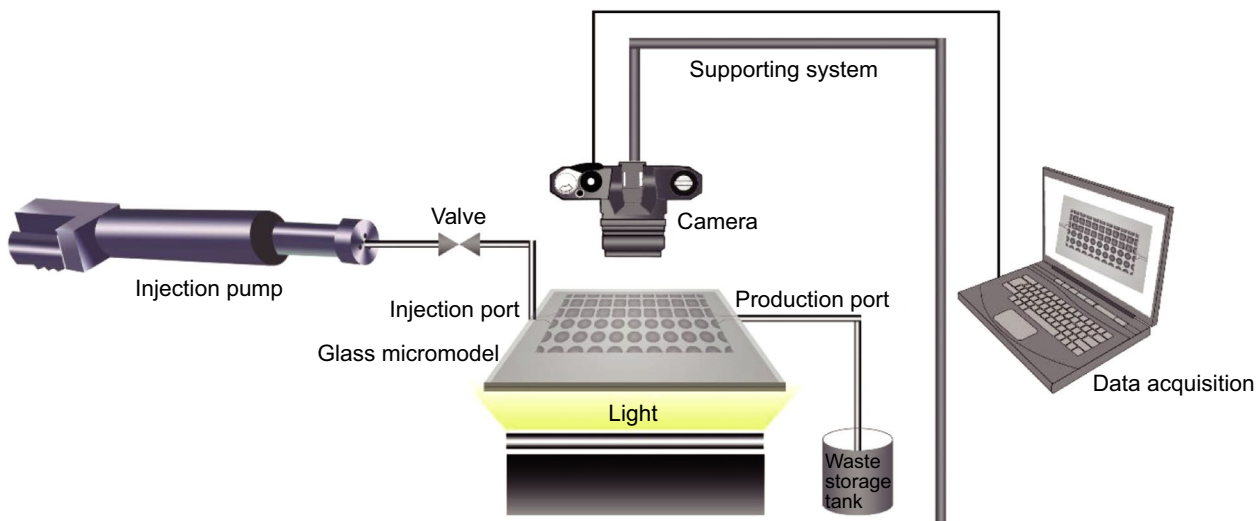 Supporting system
Valve
Camera
Injection pump
Injection port
Production port
Glass micromodel
Data acquisition
Light
Waste
storage
tank